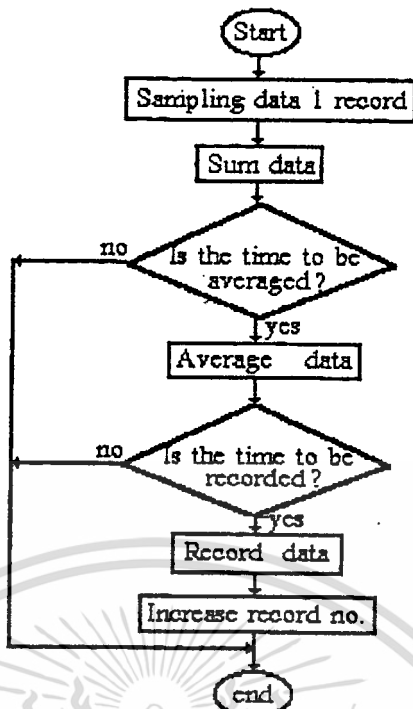 Start
Sampling data 1 record
Sum data
no
Is the time to be
averaged?
yes
Average data
no
Is the time to be
recorded?
yes
Record data
Increase record no.
end